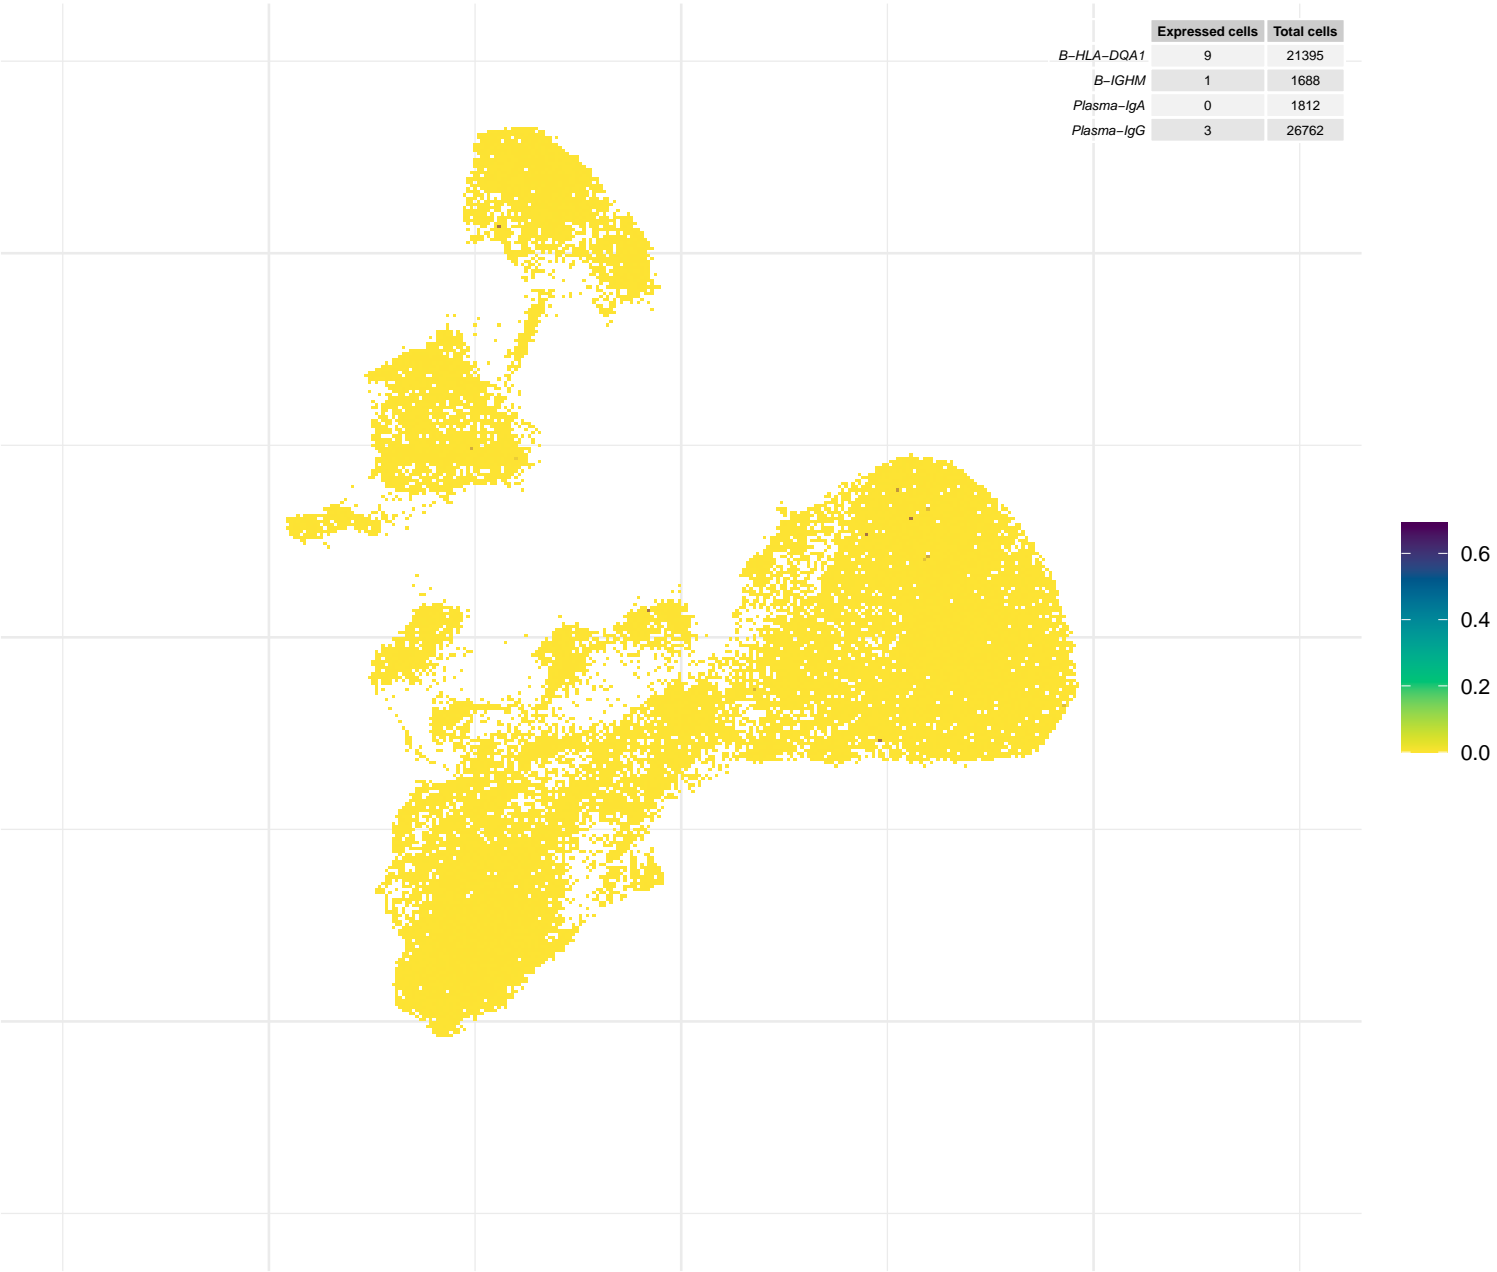 Expressed cells Total cells
B-HLA-DQA1 9 21395
B-IGHM 1 1688
Plasma-IgA 0 1812
Plasma-IgG 3 26762
0.6
0.4
0.2
0.0